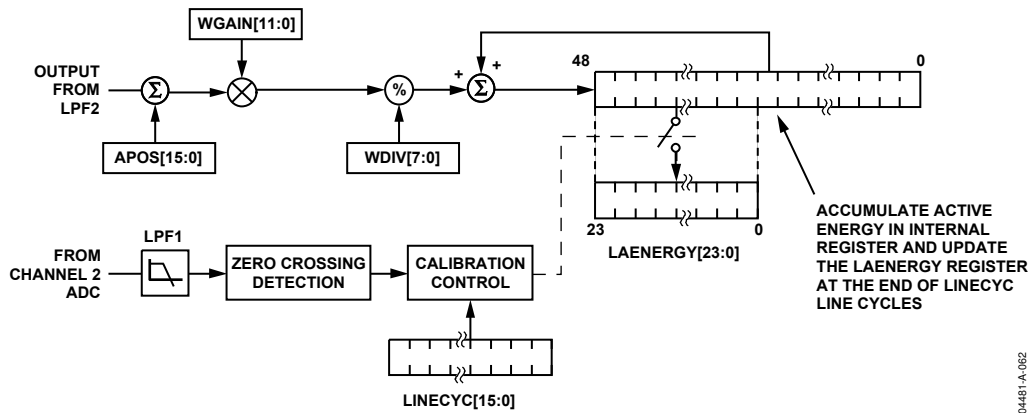 WGAIN[11:0]
OUTPUT
FROM
LPF2
Σ
%
+
+
Σ
48
0
APOS[15:0]
WDIV[7:0]
23
0
LAENERGY[23:0]
ACCUMULATE ACTIVE
ENERGY IN INTERNAL
REGISTER AND UPDATE
THE LAENERGY REGISTER
AT THE END OF LINECYC
LINE CYCLES
FROM
CHANNEL 2
ADC
LPF1
ZERO CROSSING
DETECTION
CALIBRATION
CONTROL
LINECYC[15:0]
04481-A-062